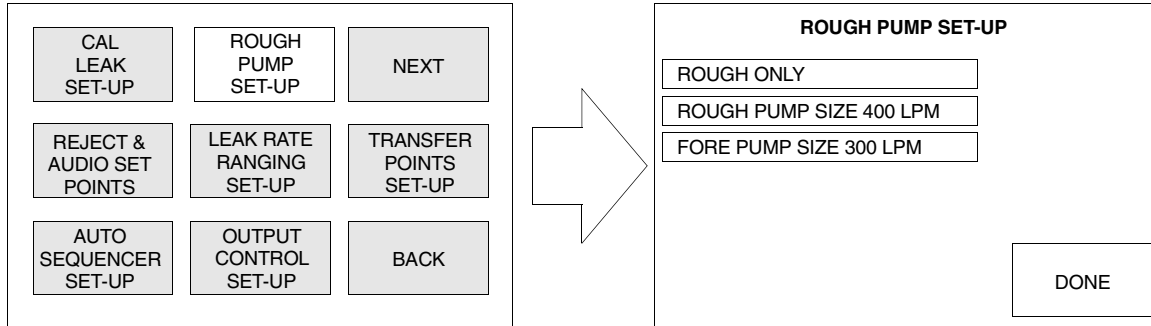 CAL
LEAK
SET-UP
ROUGH
PUMP
SET-UP
NEXT
REJECT &
AUDIO SET
POINTS
LEAK RATE
RANGING
SET-UP
TRANSFER
POINTS
SET-UP
AUTO
SEQUENCER
SET-UP
OUTPUT
CONTROL
SET-UP
BACK
ROUGH PUMP SET-UP
ROUGH ONLY
ROUGH PUMP SIZE 400 LPM
FORE PUMP SIZE 300 LPM
DONE